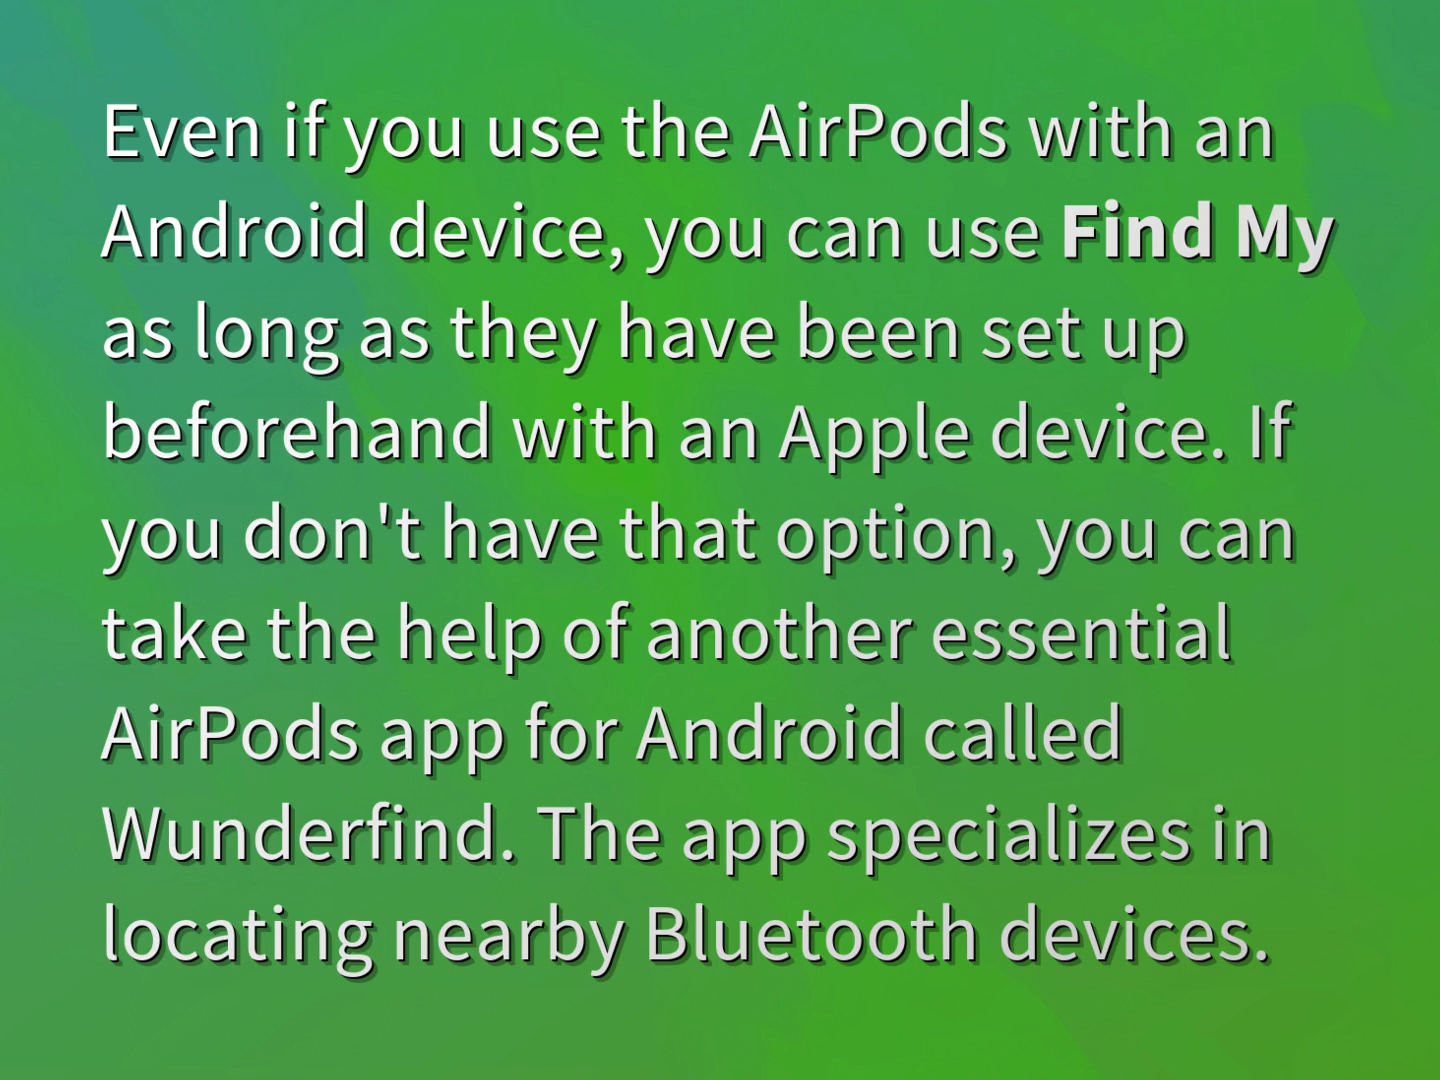 Even if you use the AirPods with an
Android device, you can use Find My
as long as they have been set up
beforehand with an Apple device. If
you don't have that option, you can
take the help of another essential
AirPods app for Android called
Wunderfind. The app specializes in
locating nearby Bluetooth devices.